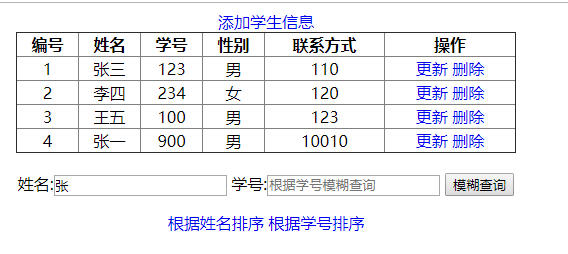 添加学生信息
编号 姓名 学号 性别 联系方式 操作
1 张三 123 男 110 更新 删除
2 李四 234 女 120 更新 删除
3 王五 100 男 123 更新 删除
4 张一 900 男 10010 更新 删除
姓名:张 学号:根据学号模糊查询 模糊查询
根据姓名排序 根据学号排序